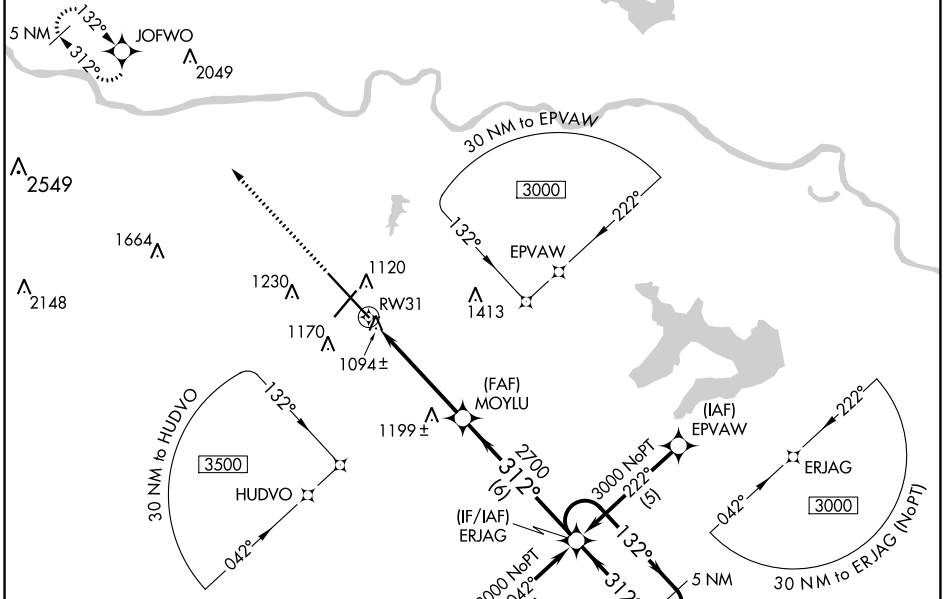 132°
5 NM
JOFWO
312°
2049
30 NM to EPVAW
2549
3000
222°
132°
1664
EPVAW
1120
1230
2148
RW31
1413
1170
1094±
132°
(FAF)
MOYLU
222°
30 NM to HUDVO
1199±
(IAF)
EPVAW
3500
2700
312°
(6)
3000 NoPT
222°
(5)
ERJAG
HUDVO
042°
3000
(IF/IAF)
ERJAG
132°
042°
30 NM to ERJAG (NoPT)
5 NM
312°